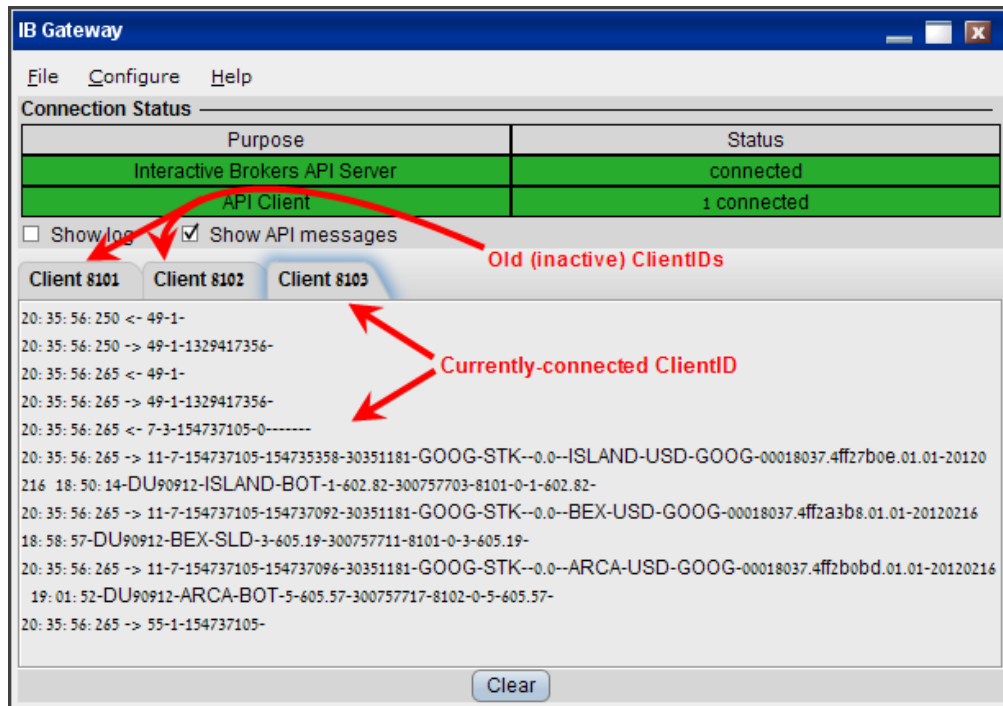 IB Gateway
File Configure Help
Connection Status
Purpose Status
Interactive Brokers API Server connected
API Client 1 connected
Show log Show API messages
Old (inactive) ClientIDs
Client 8101 Client 8102 Client 8103
20:35:56:250 <- 49-1-
20:35:56:250 -> 49-1-1329417356-
20:35:56:265 <- 49-1-
Currently-connected ClientID
20:35:56:265 -> 49-1-1329417356-
20:35:56:265 <- 7-3-154737105-0-------
20:35:56:265 -> 11-7-154737105-154735358-30351181-GOOG-STK--0.0--ISLAND-USD-GOOG-00018037.4ff27b0e.01.01-20120
216 18:50:14-DU90912-ISLAND-BOT-1-602.82-300757703-8101-0-1-602.82-
20:35:56:265 -> 11-7-154737105-154737092-30351181-GOOG-STK--0.0--BEX-USD-GOOG-00018037.4ff2a3b8.01.01-20120216
18:58:57-DU90912-BEX-SLD-3-605.19-300757711-8101-0-3-605.19-
20:35:56:265 -> 11-7-154737105-154737096-30351181-GOOG-STK--0.0--ARCA-USD-GOOG-00018037.4ff2b0bd.01.01-20120216
19:01:52-DU90912-ARCA-BOT-5-605.57-300757717-8102-0-5-605.57-
20:35:56:265 -> 55-1-154737105-
Clear